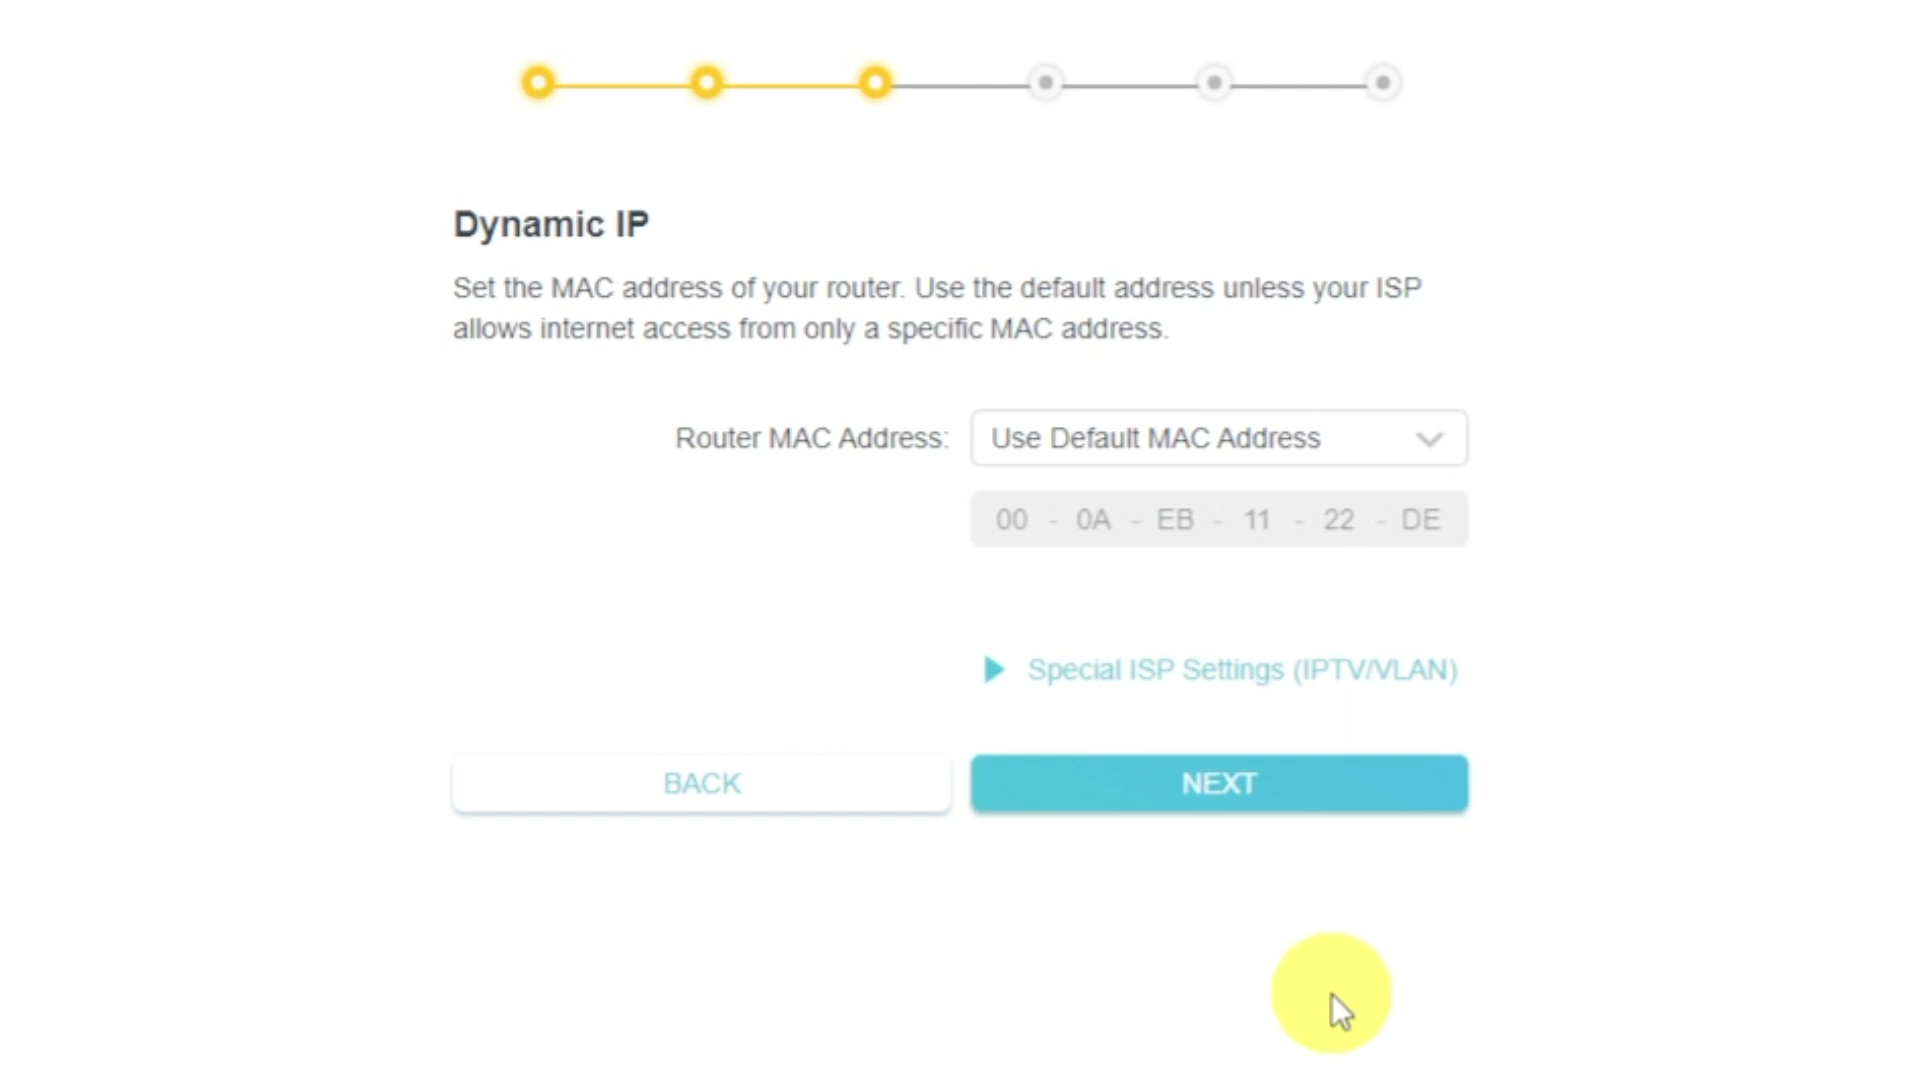 Dynamic IP
Set the MAC address of your router. Use the default address unless your ISP
allows internet access from only a specific MAC address.
Router MAC Address: Use Default MAC Address
00 - 0A - EB - 11 - 22 - DE
Special ISP Settings (IPTV/VLAN)
BACK NEXT